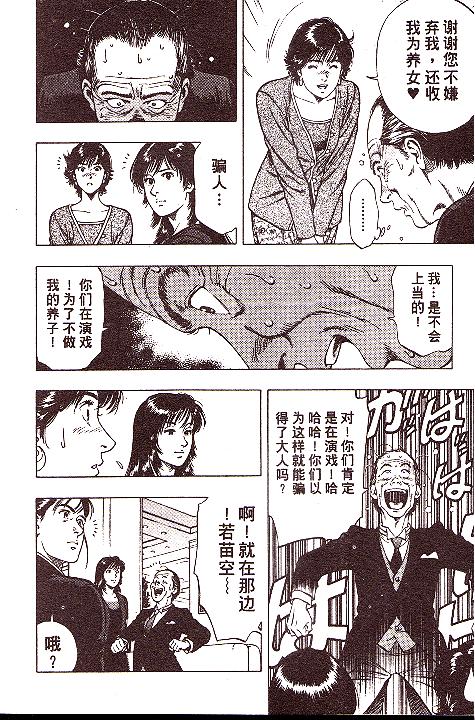 谢谢您不嫌
弃我，还收
我为养女♥
………
骗人…
我…是不会
上当的！
你们在演戏
！为了不做
我的养子！
对！你们肯定
是在演戏！哈
哈哈！你们以
为这样就能骗
得了大人吗？
ガはは
啊！就在那边
！若苗空～
哦？